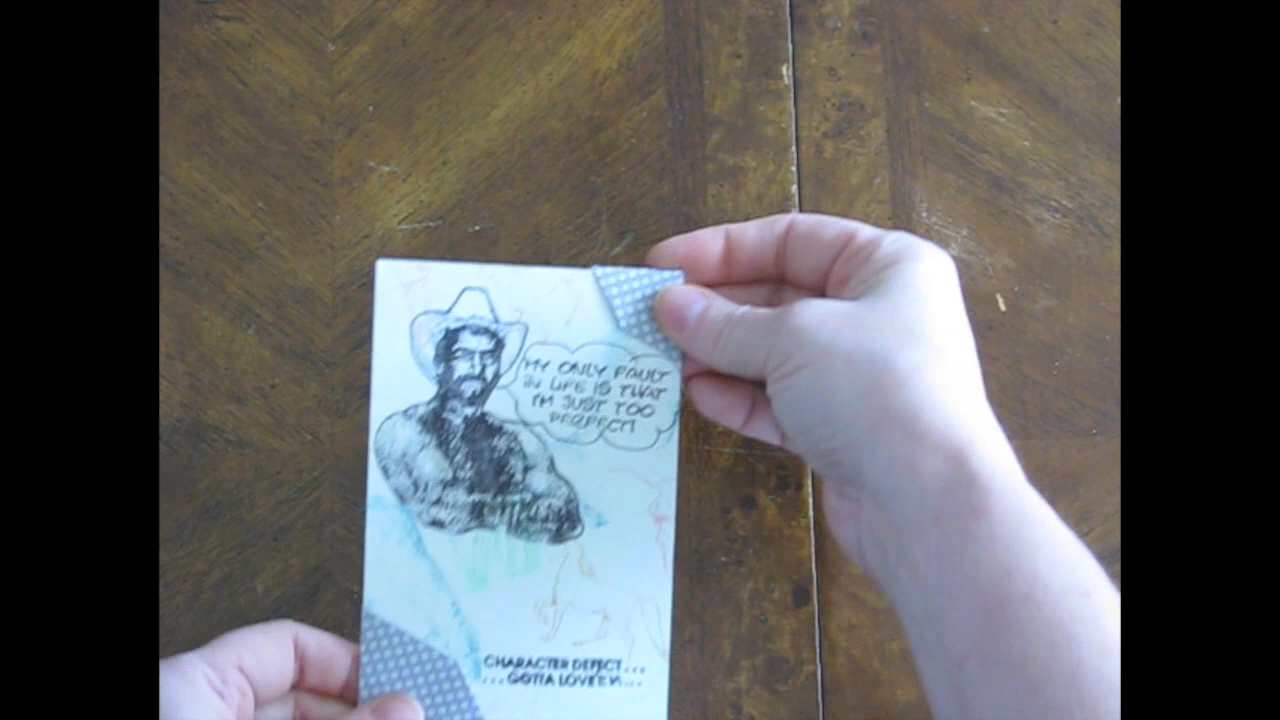 MY ONLY FAULT
IN LIFE IS THAT
I'M JUST TOO
PERFECT!
CHARACTER DEFECT...
...GOTTA LOVE E'M...